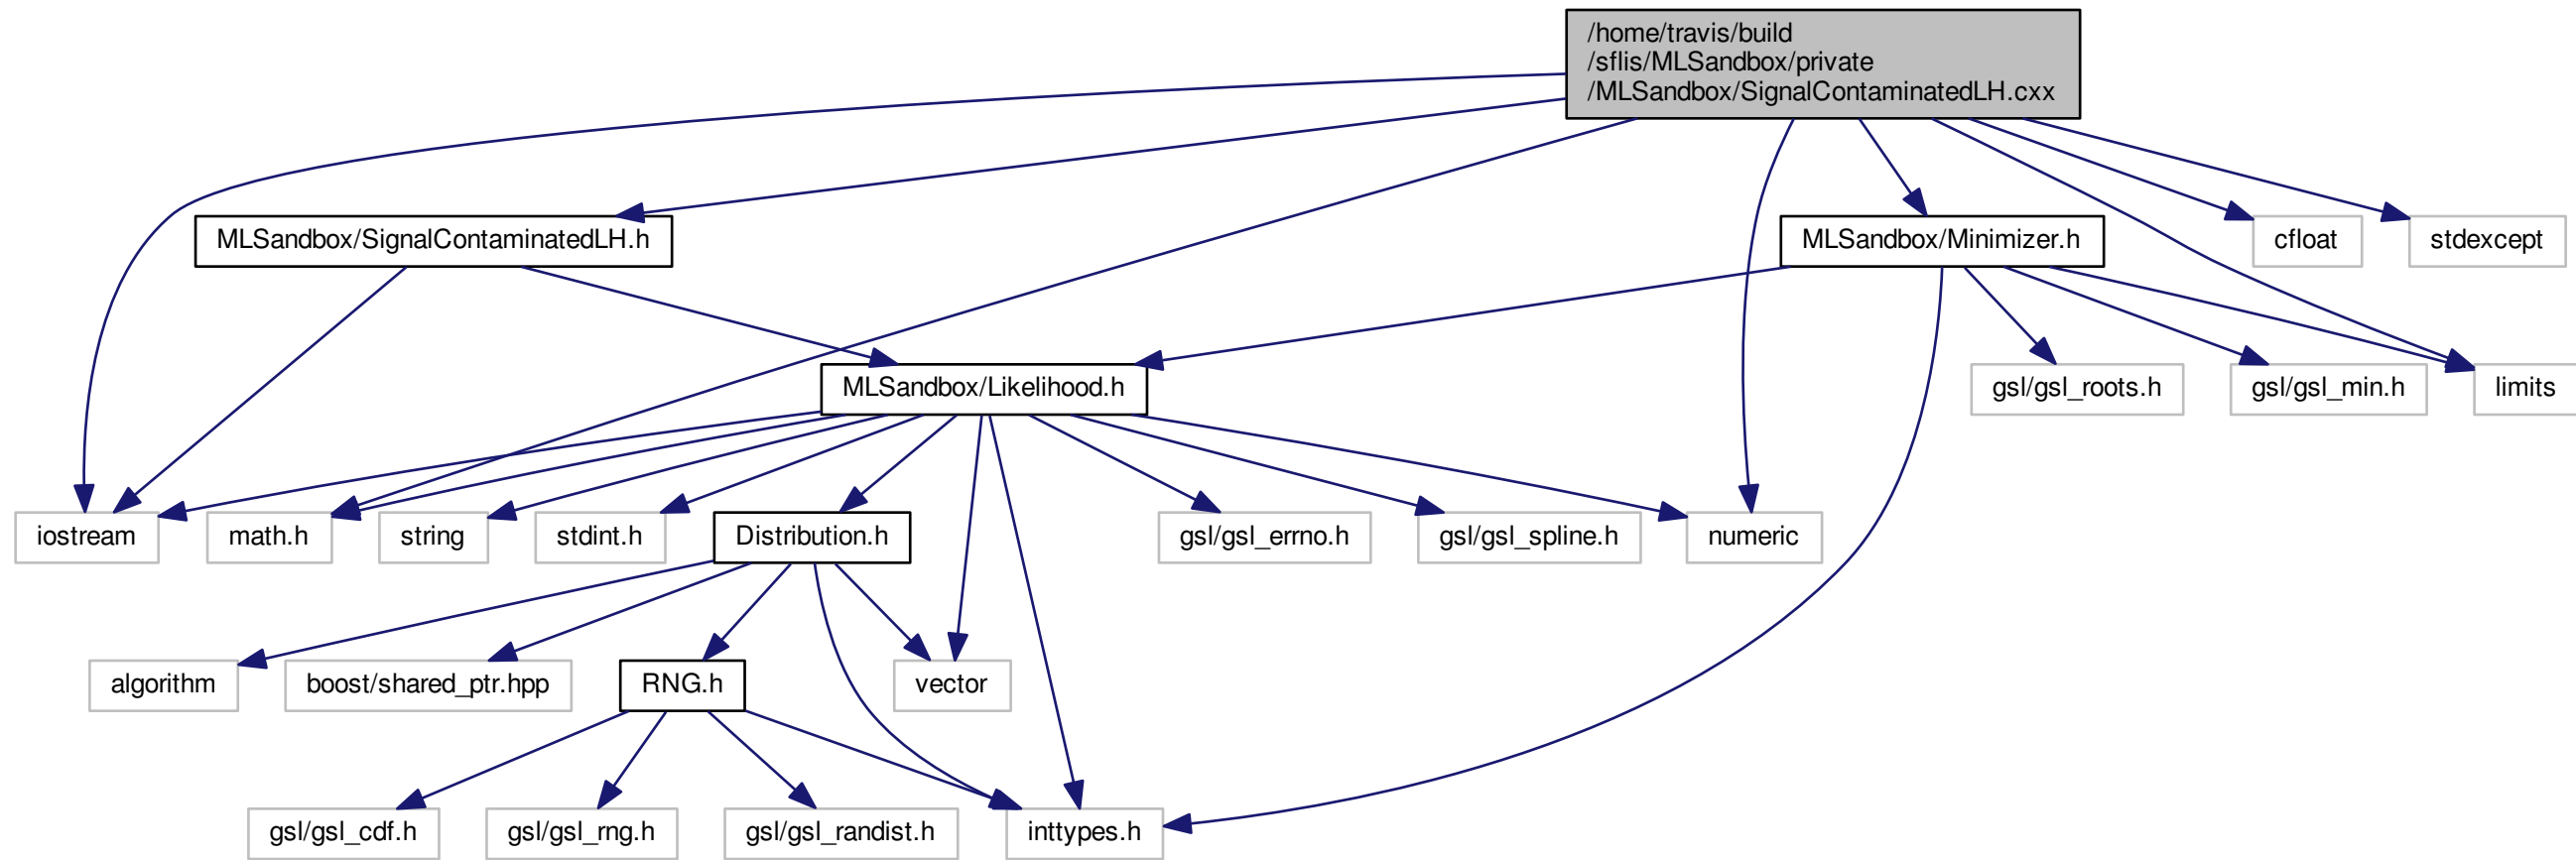 /home/travis/build
/sflis/MLSandbox/private
/MLSandbox/SignalContaminatedLH.cxx
MLSandbox/SignalContaminatedLH.h
MLSandbox/Minimizer.h
cfloat
stdexcept
MLSandbox/Likelihood.h
gsl/gsl_roots.h
gsl/gsl_min.h
limits
iostream
math.h
string
stdint.h
Distribution.h
gsl/gsl_errno.h
gsl/gsl_spline.h
numeric
algorithm
boost/shared_ptr.hpp
RNG.h
vector
gsl/gsl_cdf.h
gsl/gsl_rng.h
gsl/gsl_randist.h
inttypes.h